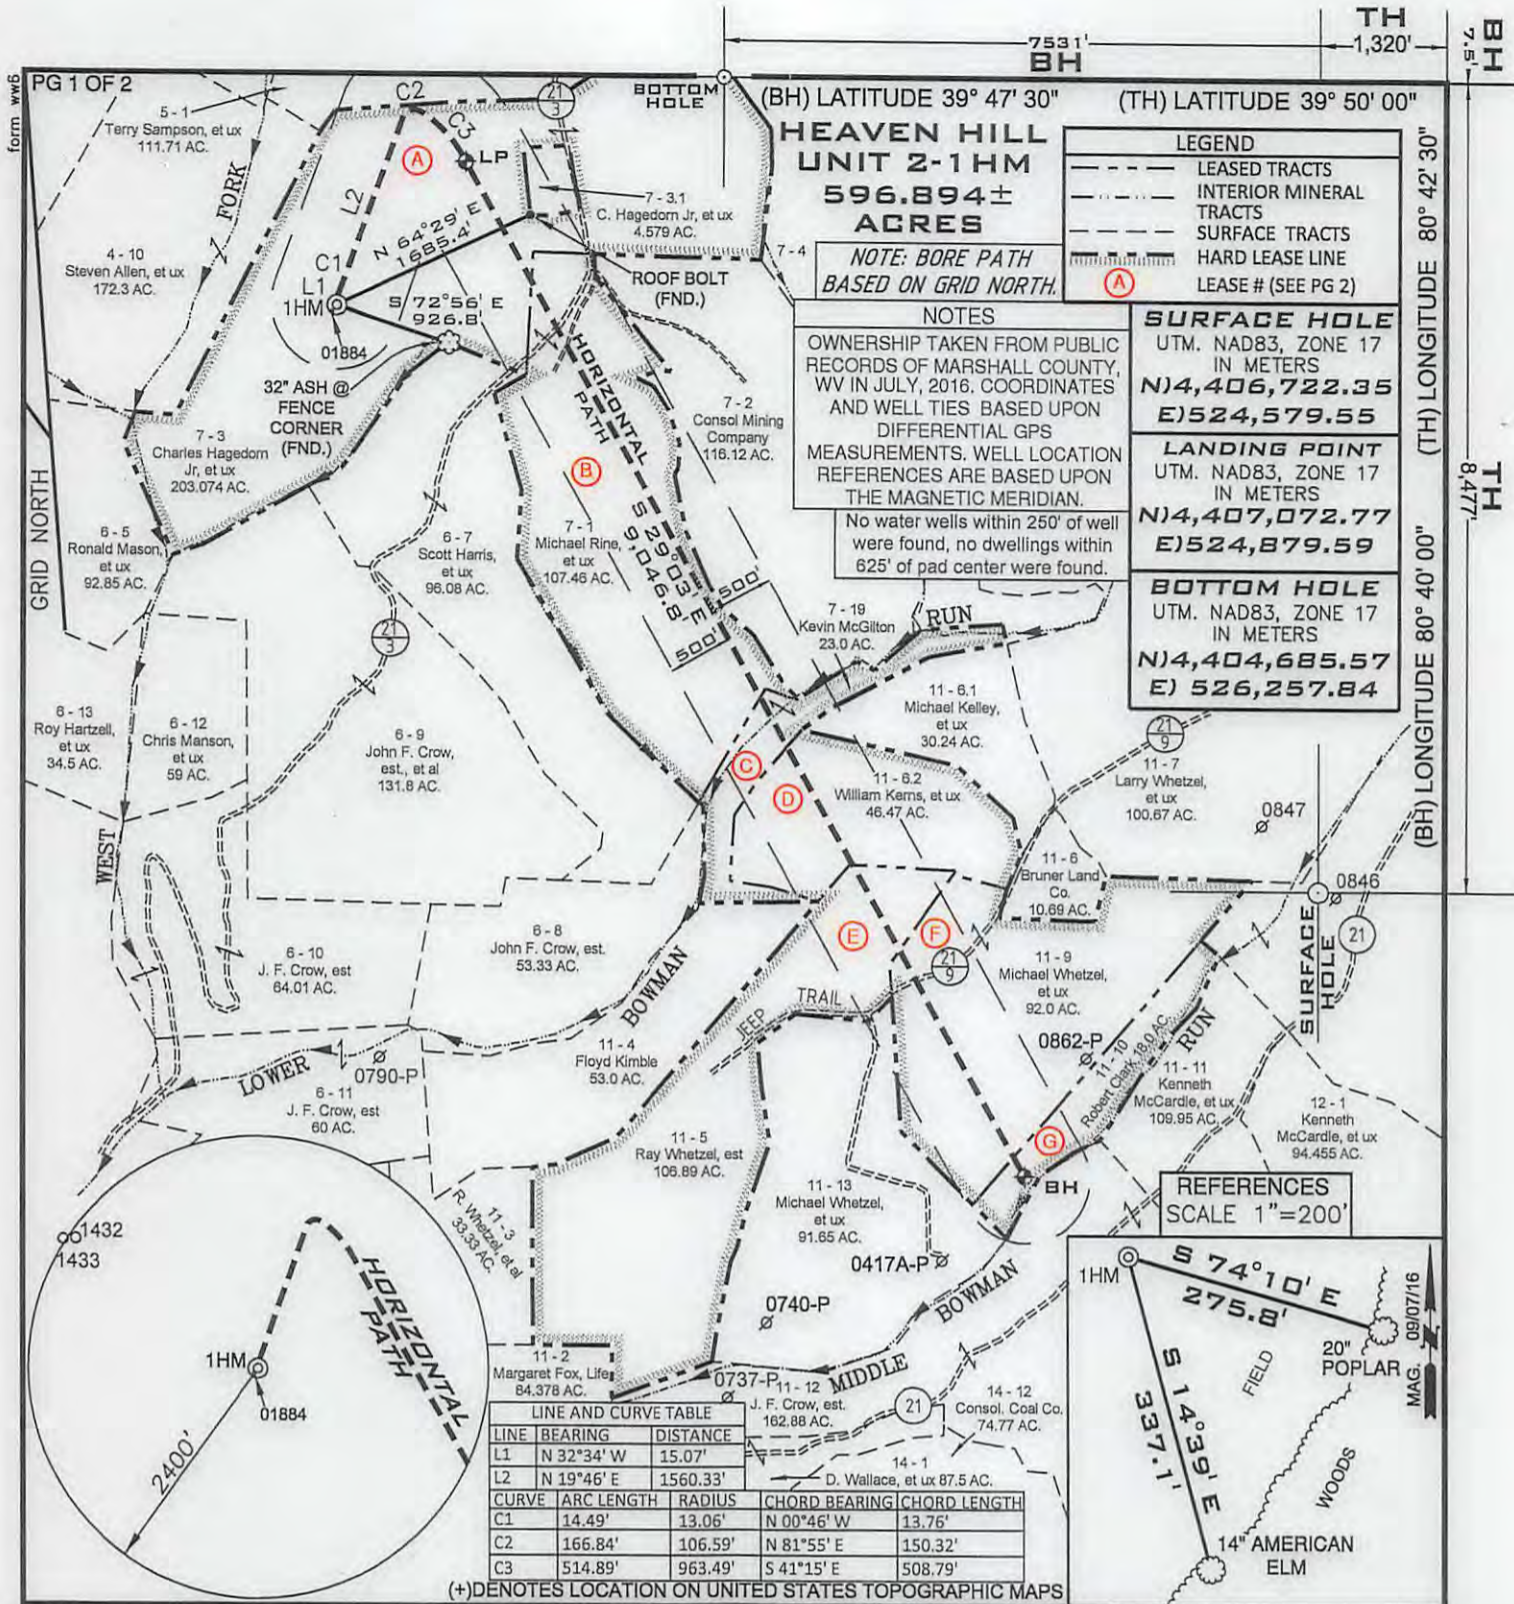 TH
BH
7531'
BH
1,320'
7.5'
form ww6
PG 1 OF 2
C2
21
3
BOTTOM
HOLE
(BH) LATITUDE 39° 47' 30"
(TH) LATITUDE 39° 50' 00"
5 - 1
Terry Sampson, et ux
111.71 AC.
C3
A
LP
HEAVEN HILL
UNIT 2-1HM
596.894±
ACRES
LEGEND
LEASED TRACTS
INTERIOR MINERAL
TRACTS
SURFACE TRACTS
HARD LEASE LINE
A
LEASE # (SEE PG 2)
(TH) LONGITUDE 80° 42' 30"
FORK
L2
N 64°29' E
1685.4'
7 - 3.1
C. Hagedorn Jr, et ux
4.579 AC.
7 - 4
NOTE: BORE PATH
BASED ON GRID NORTH.
4 - 10
Steven Allen, et ux
172.3 AC.
C1
L1
1HM
S 72°56' E
926.8'
ROOF BOLT
(FND.)
01884
32" ASH @
FENCE
CORNER
(FND.)
NOTES
OWNERSHIP TAKEN FROM PUBLIC
RECORDS OF MARSHALL COUNTY,
WV IN JULY, 2016. COORDINATES
AND WELL TIES BASED UPON
DIFFERENTIAL GPS
MEASUREMENTS. WELL LOCATION
REFERENCES ARE BASED UPON
THE MAGNETIC MERIDIAN.
No water wells within 250' of well
were found, no dwellings within
625' of pad center were found.
SURFACE HOLE
UTM. NAD83, ZONE 17
IN METERS
N)4,406,722.35
E)524,579.55
LANDING POINT
UTM. NAD83, ZONE 17
IN METERS
N)4,407,072.77
E)524,879.59
BOTTOM HOLE
UTM. NAD83, ZONE 17
IN METERS
N)4,404,685.57
E) 526,257.84
TH
8,477'
(BH) LONGITUDE 80° 40' 00"
HORIZONTAL
PATH
S 29°03' E
9,046.8'
7 - 2
Consol Mining
Company
116.12 AC.
7 - 3
Charles Hagedorn
Jr, et ux
203.074 AC.
B
GRID NORTH
6 - 5
Ronald Mason,
et ux
92.85 AC.
6 - 7
Scott Harris,
et ux
96.08 AC.
7 - 1
Michael Rine,
et ux
107.46 AC.
500'
500'
7 - 19
Kevin McGilton
23.0 AC.
RUN
21
3
6 - 13
Roy Hartzell,
et ux
34.5 AC.
6 - 12
Chris Manson,
et ux
59 AC.
6 - 9
John F. Crow,
est., et al
131.8 AC.
11 - 6.1
Michael Kelley,
et ux
30.24 AC.
21
9
C
D
11 - 6.2
William Kerns, et ux
46.47 AC.
11 - 7
Larry Whetzel,
et ux
100.67 AC.
0847
WEST
11 - 6
Bruner Land
Co.
10.69 AC.
0846
21
SURFACE
HOLE
6 - 10
J. F. Crow, est
64.01 AC.
6 - 8
John F. Crow, est.
53.33 AC.
E
F
21
9
11 - 9
Michael Whetzel,
et ux
92.0 AC.
BOWMAN
JEEP
TRAIL
LOWER
0790-P
11 - 4
Floyd Kimble
53.0 AC.
0862-P
11 - 10
Robert Clark 18.0 AC.
RUN
11 - 11
Kenneth
McCardle, et ux
109.95 AC.
6 - 11
J. F. Crow, est
60 AC.
12 - 1
Kenneth
McCardle, et ux
94.455 AC.
11 - 5
Ray Whetzel, est
106.89 AC.
G
BH
11 - 13
Michael Whetzel,
et ux
91.65 AC.
11 - 3
R. Whetzel, et al
33.33 AC.
REFERENCES
SCALE 1"=200'
1432
1433
0417A-P
BOWMAN
0740-P
HORIZONTAL
PATH
1HM
01884
2400'
1HM
S 74°10' E
275.8'
S 14°39' E
337.1'
FIELD
20"
POPLAR
WOODS
14" AMERICAN
ELM
MAG. 09/07/16
11 - 2
Margaret Fox, Life
84.378 AC.
0737-P
MIDDLE
11 - 12
J. F. Crow, est.
162.88 AC.
21
14 - 12
Consol. Coal Co.
74.77 AC.
14 - 1
D. Wallace, et ux 87.5 AC.
LINE AND CURVE TABLE
LINE BEARING DISTANCE
L1 N 32°34' W 15.07'
L2 N 19°46' E 1560.33'
CURVE ARC LENGTH RADIUS CHORD BEARING CHORD LENGTH
C1 14.49' 13.06' N 00°46' W 13.76'
C2 166.84' 106.59' N 81°55' E 150.32'
C3 514.89' 963.49' S 41°15' E 508.79'
(+)DENOTES LOCATION ON UNITED STATES TOPOGRAPHIC MAPS